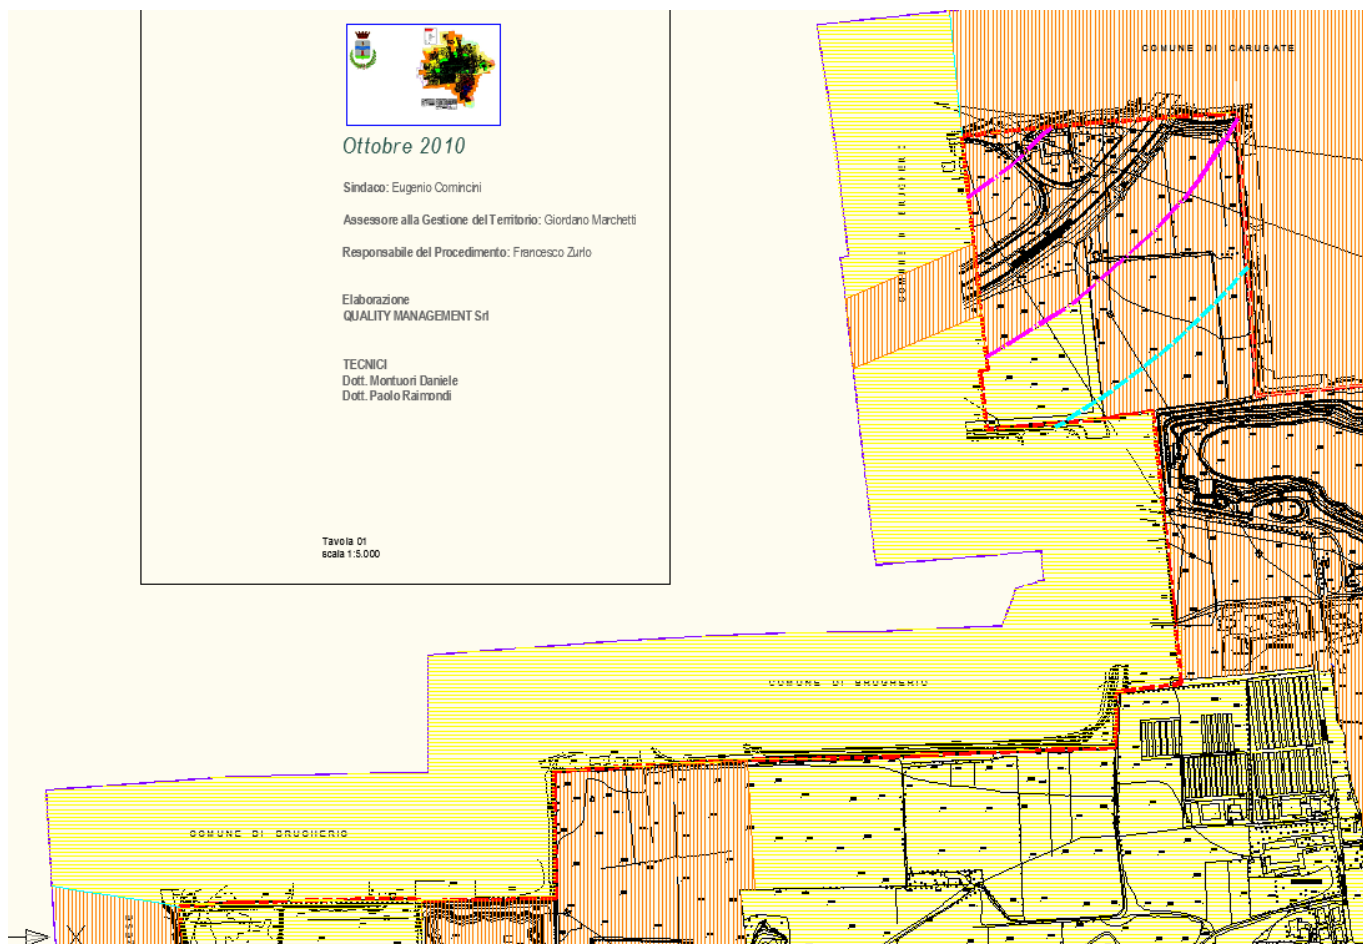 Ottobre 2010
Sindaco: Eugenio Comincini
Assessore alla Gestione del Territorio: Giordano Marchetti
Responsabile del Procedimento: Francesco Zurlo
Elaborazione
QUALITY MANAGEMENT Srl
TECNICI
Dott. Montuori Daniele
Dott. Paolo Raimondi
Tavola 01
scala 1:5.000
COMUNE DI CARUGATE
COMUNE DI BRUGHERIO
COMUNE DI BRUGHERIO